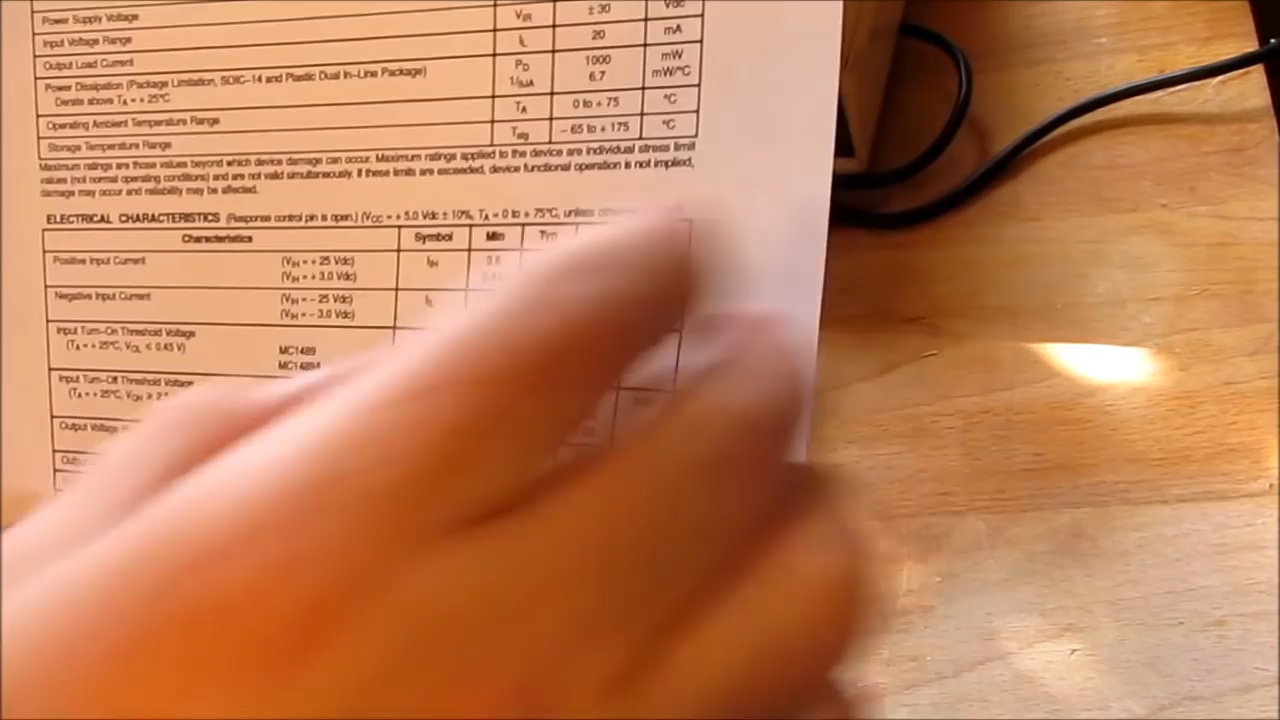 Power Supply Voltage
Input Voltage Range VIR ± 30 Vdc
Output Load Current IL 20 mA
Power Dissipation (Package Limitation, SOIC–14 and Plastic Dual In–Line Package) PD 1000 mW
Derate above TA = + 25°C 1/θJA 6.7 mW/°C
Operating Ambient Temperature Range TA 0 to + 75 °C
Storage Temperature Range Tstg – 65 to + 175 °C
Maximum ratings are those values beyond which device damage can occur. Maximum ratings applied to the device are individual stress limit
values (not normal operating conditions) and are not valid simultaneously. If these limits are exceeded, device functional operation is not implied,
damage may occur and reliability may be affected.
ELECTRICAL CHARACTERISTICS (Response control pin is open.) (VCC = + 5.0 Vdc ± 10%, TA = 0 to + 75°C, unless
Characteristics Symbol Min Typ
Positive Input Current (VIH = + 25 Vdc) IIH
(VIH = + 3.0 Vdc)
Negative Input Current (VIH = – 25 Vdc) IIL
(VIH = – 3.0 Vdc)
Input Turn–On Threshold Voltage
(TA = + 25°C, VOL ≤ 0.45 V) MC1489
MC1489A
Input Turn–Off Threshold Voltage
(TA = + 25°C, VOH ≥
Output Voltage